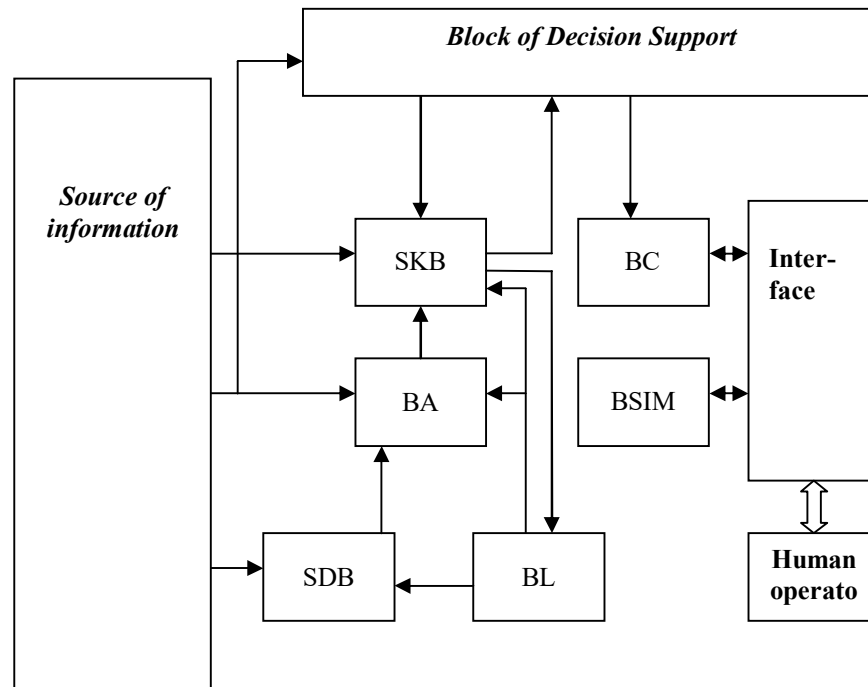 Block of Decision Support
Source of
information
SKB
BC
Inter-
face
BA
BSIM
SDB
BL
Human
operato